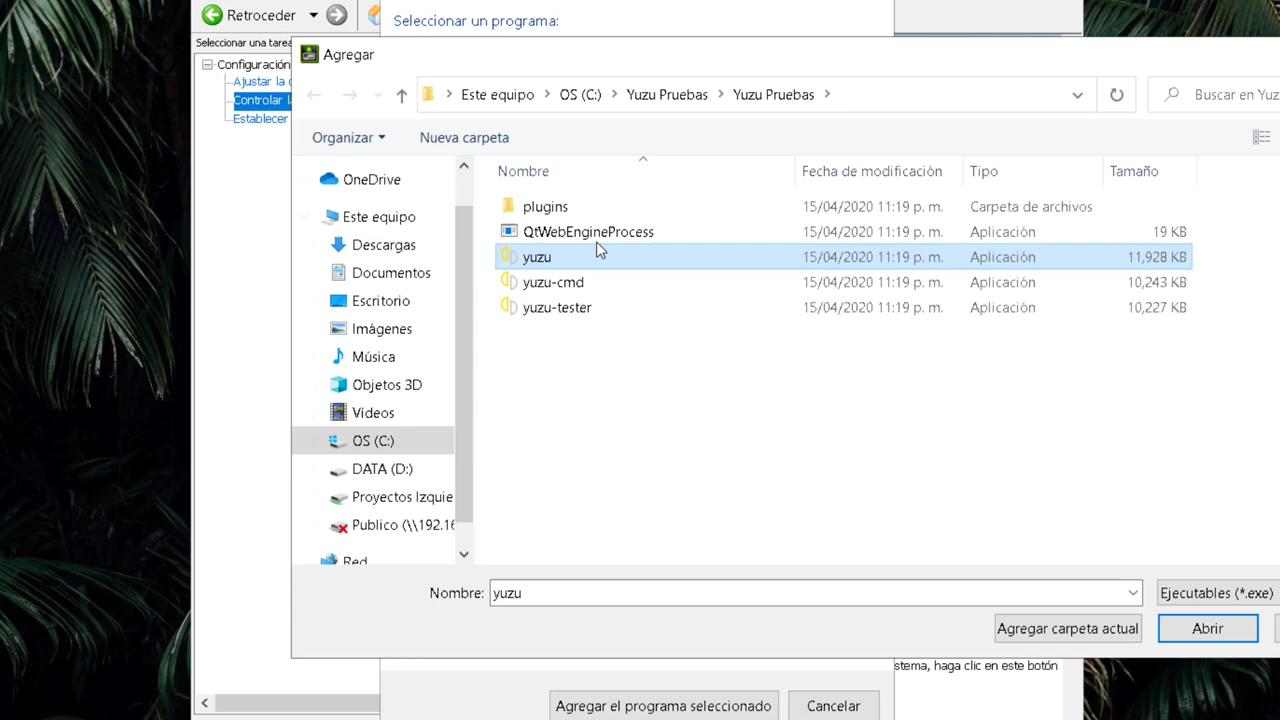 Retroceder
Seleccionar un programa:
Seleccionar una tarea
Configuración
Ajustar la
Controlar la
Establecer
Agregar
Este equipo OS (C:) Yuzu Pruebas Yuzu Pruebas
Buscar en Yuz
Organizar
Nueva carpeta
Nombre Fecha de modificación Tipo Tamaño
OneDrive
Este equipo
Descargas
Documentos
Escritorio
Imágenes
Música
Objetos 3D
Vídeos
OS (C:)
DATA (D:)
Proyectos Izquie
Publico (\\192.16
Red
plugins 15/04/2020 11:19 p. m. Carpeta de archivos
QtWebEngineProcess 15/04/2020 11:19 p. m. Aplicación 19 KB
yuzu 15/04/2020 11:19 p. m. Aplicación 11,928 KB
yuzu-cmd 15/04/2020 11:19 p. m. Aplicación 10,243 KB
yuzu-tester 15/04/2020 11:19 p. m. Aplicación 10,227 KB
Nombre: yuzu
Ejecutables (*.exe)
Agregar carpeta actual
Abrir
stema, haga clic en este botón
Agregar el programa seleccionado
Cancelar